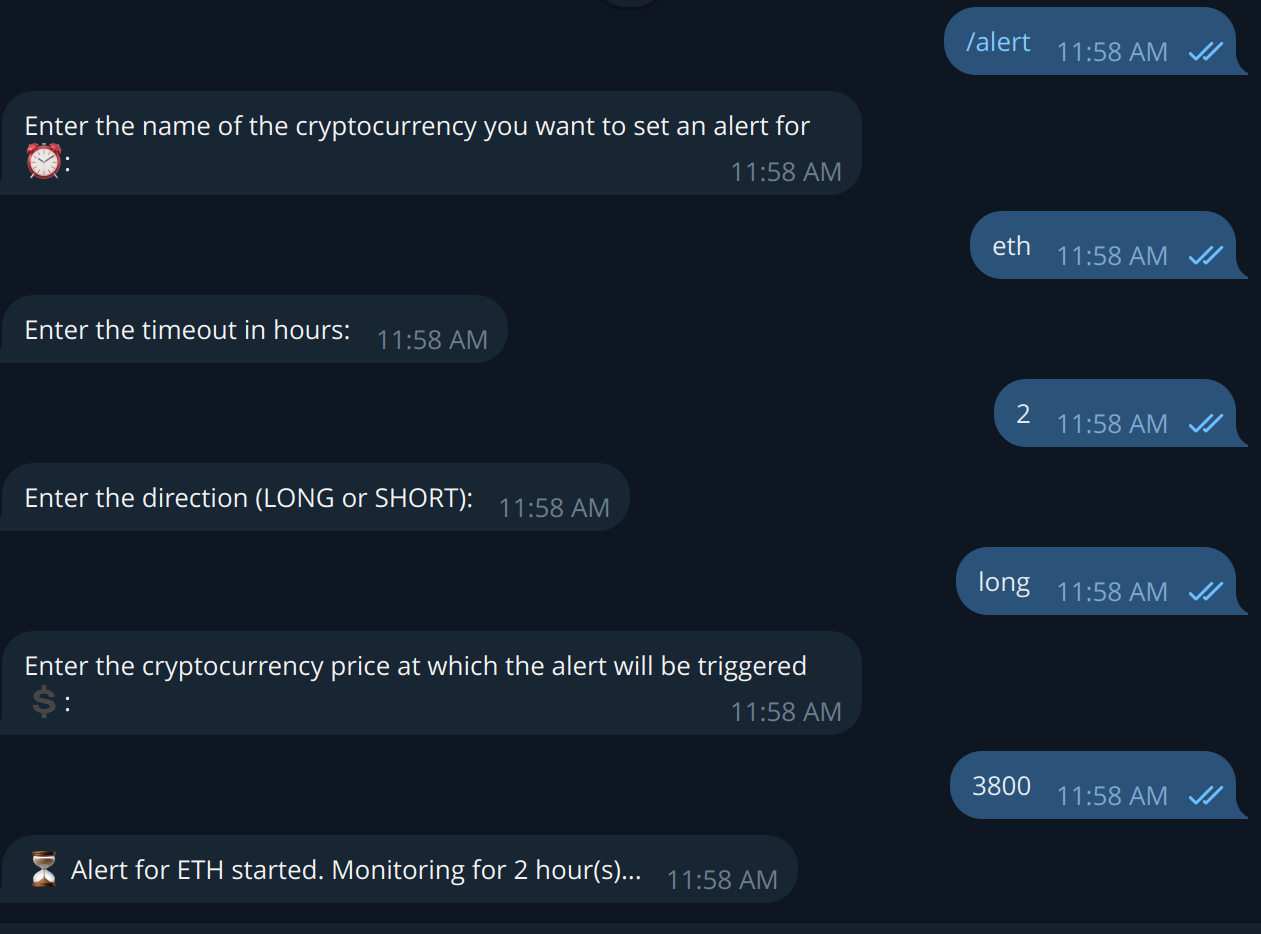 /alert 11:58 AM
Enter the name of the cryptocurrency you want to set an alert for
⏰:
11:58 AM
eth 11:58 AM
Enter the timeout in hours: 11:58 AM
2 11:58 AM
Enter the direction (LONG or SHORT): 11:58 AM
long 11:58 AM
Enter the cryptocurrency price at which the alert will be triggered
💲:
11:58 AM
3800 11:58 AM
⏳ Alert for ETH started. Monitoring for 2 hour(s)... 11:58 AM